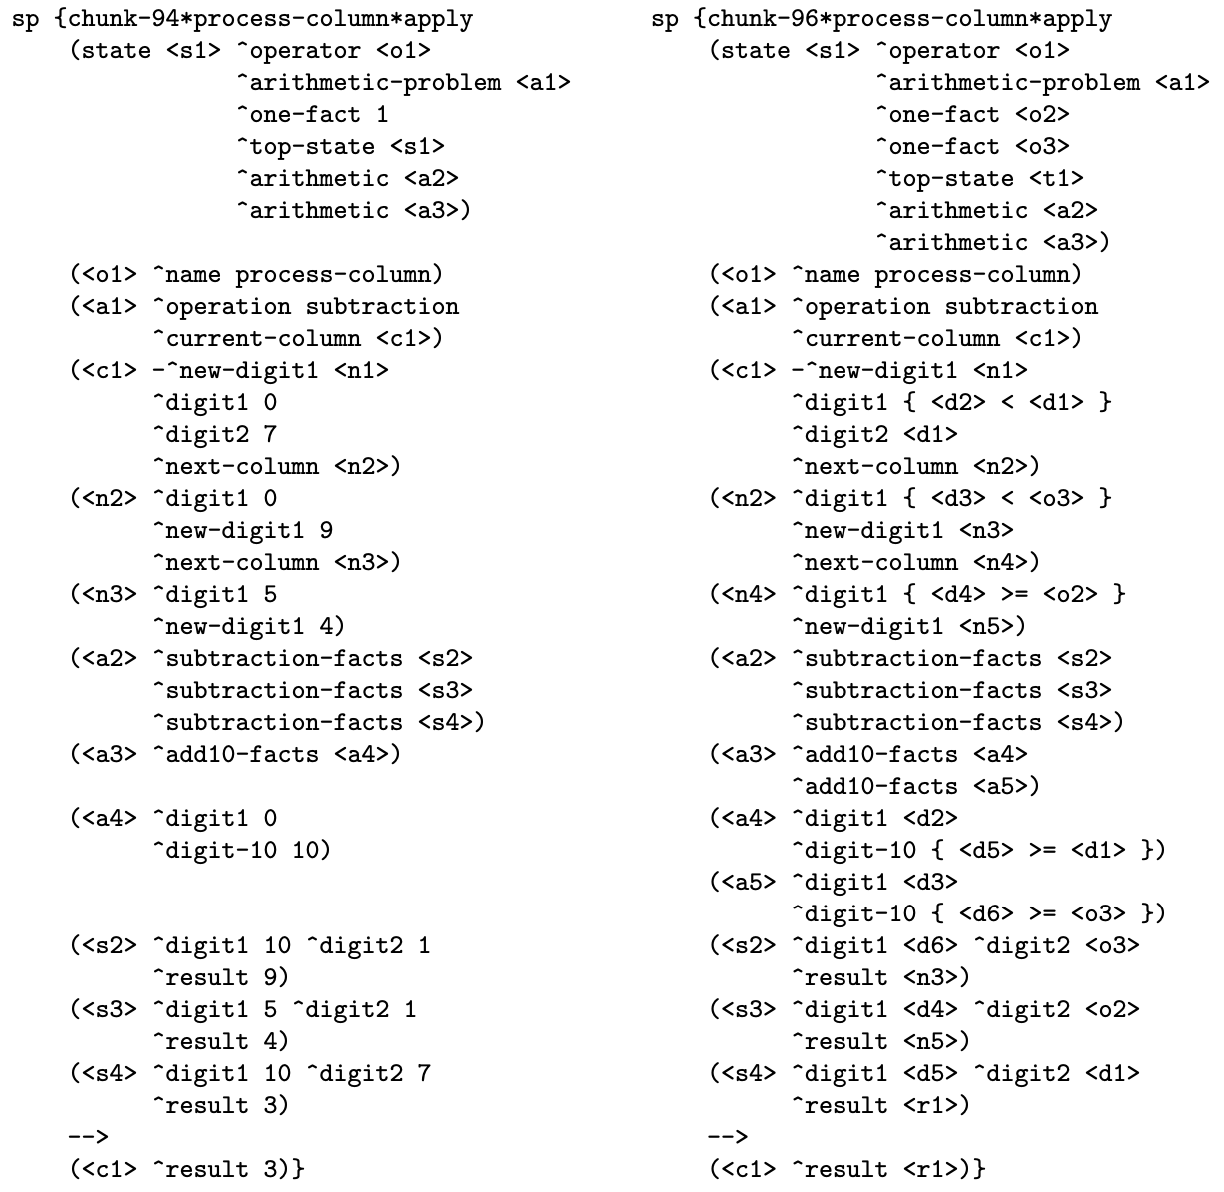 sp {chunk-94*process-column*apply
(state <s1> ^operator <o1>
^arithmetic-problem <a1>
^one-fact 1
^top-state <s1>
^arithmetic <a2>
^arithmetic <a3>)
(<o1> ^name process-column)
(<a1> ^operation subtraction
^current-column <c1>)
(<c1> -^new-digit1 <n1>
^digit1 0
^digit2 7
^next-column <n2>)
(<n2> ^digit1 0
^new-digit1 9
^next-column <n3>)
(<n3> ^digit1 5
^new-digit1 4)
(<a2> ^subtraction-facts <s2>
^subtraction-facts <s3>
^subtraction-facts <s4>)
(<a3> ^add10-facts <a4>)
(<a4> ^digit1 0
^digit-10 10)
(<s2> ^digit1 10 ^digit2 1
^result 9)
(<s3> ^digit1 5 ^digit2 1
^result 4)
(<s4> ^digit1 10 ^digit2 7
^result 3)
-->
(<c1> ^result 3)}
sp {chunk-96*process-column*apply
(state <s1> ^operator <o1>
^arithmetic-problem <a1>
^one-fact <o2>
^one-fact <o3>
^top-state <t1>
^arithmetic <a2>
^arithmetic <a3>)
(<o1> ^name process-column)
(<a1> ^operation subtraction
^current-column <c1>)
(<c1> -^new-digit1 <n1>
^digit1 { <d2> < <d1> }
^digit2 <d1>
^next-column <n2>)
(<n2> ^digit1 { <d3> < <o3> }
^new-digit1 <n3>
^next-column <n4>)
(<n4> ^digit1 { <d4> >= <o2> }
^new-digit1 <n5>)
(<a2> ^subtraction-facts <s2>
^subtraction-facts <s3>
^subtraction-facts <s4>)
(<a3> ^add10-facts <a4>
^add10-facts <a5>)
(<a4> ^digit1 <d2>
^digit-10 { <d5> >= <d1> })
(<a5> ^digit1 <d3>
^digit-10 { <d6> >= <o3> })
(<s2> ^digit1 <d6> ^digit2 <o3>
^result <n3>)
(<s3> ^digit1 <d4> ^digit2 <o2>
^result <n5>)
(<s4> ^digit1 <d5> ^digit2 <d1>
^result <r1>)
-->
(<c1> ^result <r1>)}